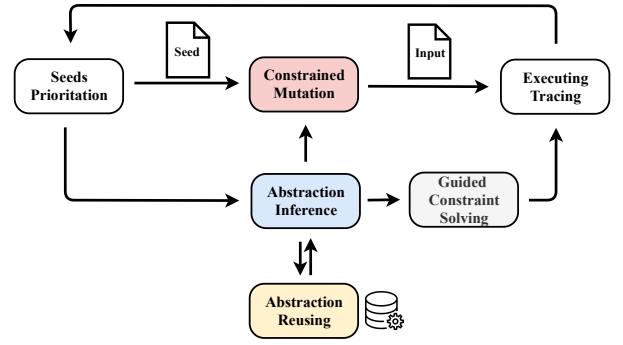 Seed
Input
Seeds
Prioritation
Constrained
Mutation
Executing
Tracing
Abstraction
Inference
Guided
Constraint
Solving
Abstraction
Reusing